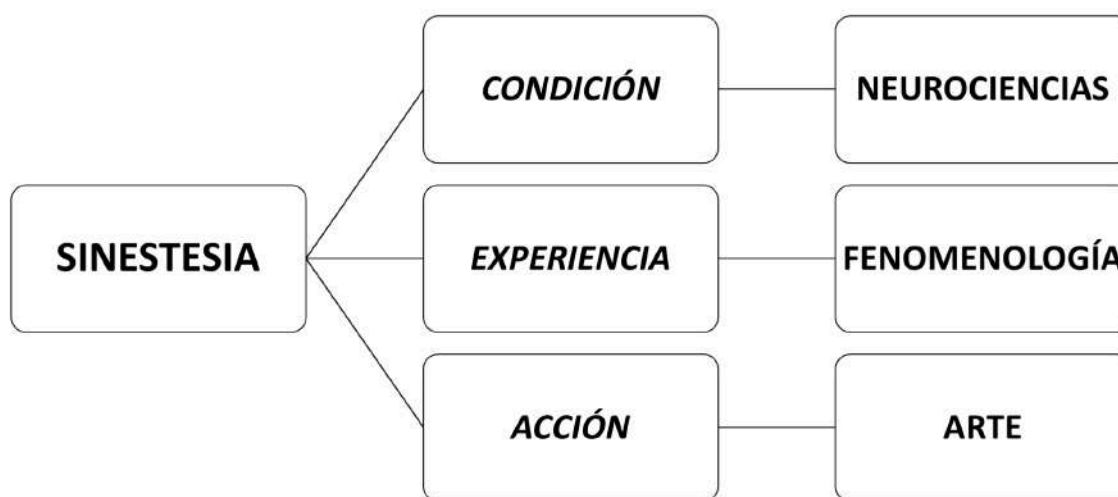 CONDICIÓN
NEUROCIENCIAS
SINESTESIA
EXPERIENCIA
FENOMENOLOGÍA
ACCIÓN
ARTE